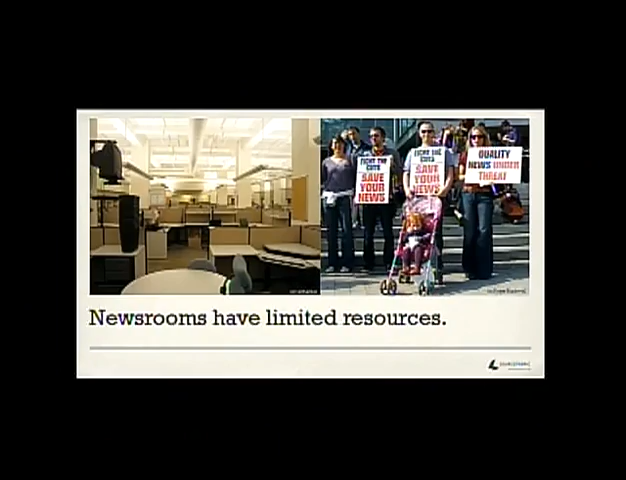 FIGHT THE
CUTS
SAVE
YOUR
NEWS
FIGHT THE
CUTS
SAVE
YOUR
NEWS
QUALITY
NEWS UNDER
THREAT
Newsrooms have limited resources.